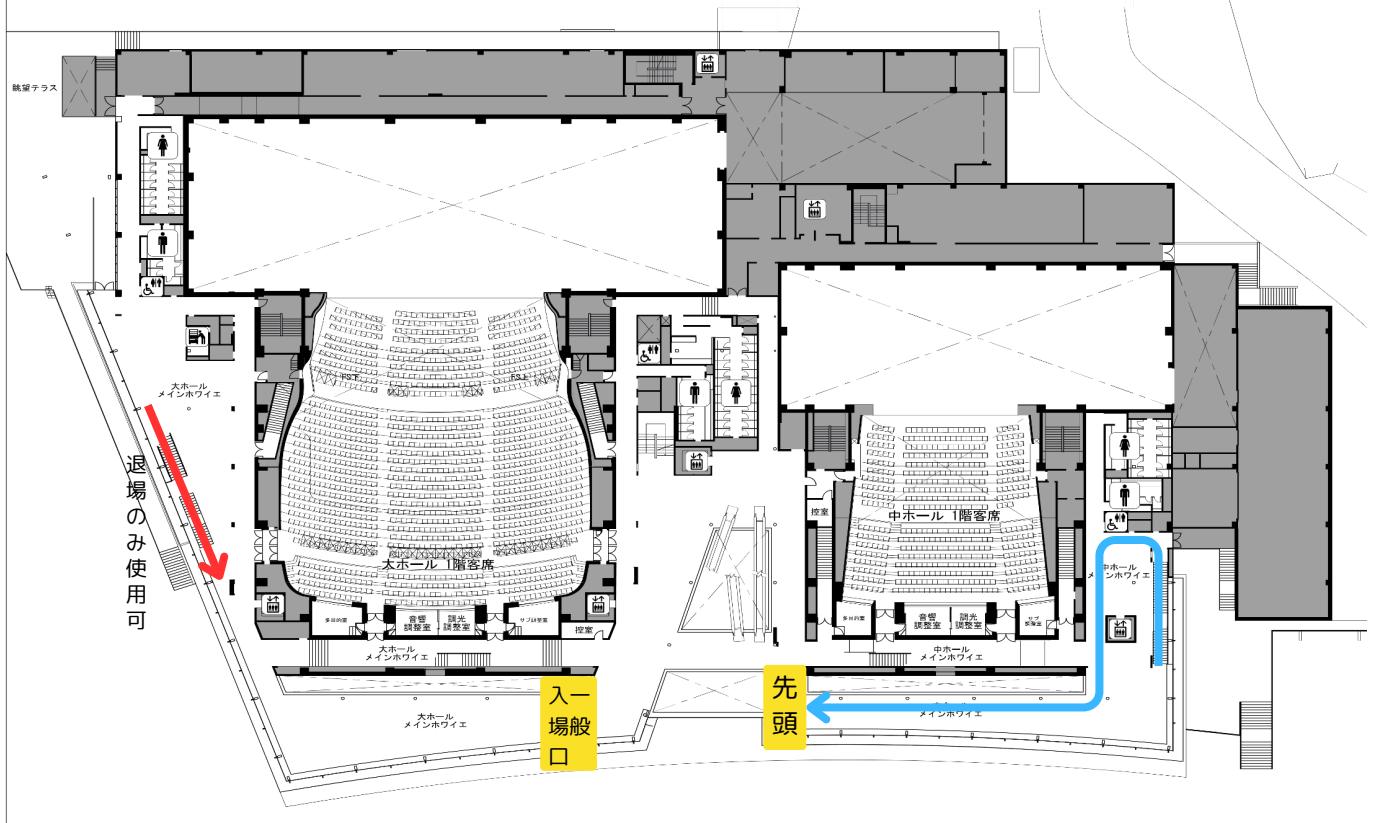 眺望テラス
大ホール
メインホワイエ
退場のみ使用可
FS下
FS上
大ホール 1階客席
多目的室
音響
調整室
調光
調整室
サブ調整室
控室
大ホール
メインホワイエ
大ホール
メインホワイエ
一般
入場口
先頭
控室
中ホール 1階客席
中ホール
メインホワイエ
多目的室
音響
調整室
調光
調整室
サブ
調整室
中ホール
メインホワイエ
メインホワイエ